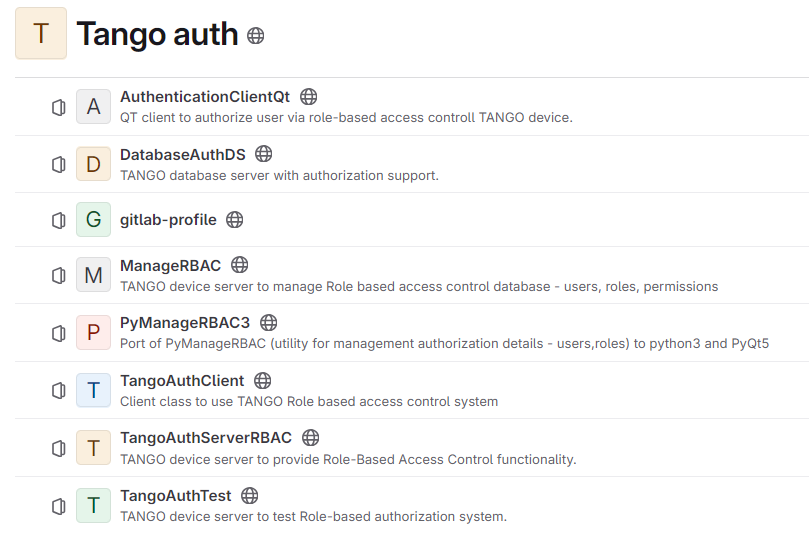 T Tango auth
A AuthenticationClientQt
QT client to authorize user via role-based access controll TANGO device.
D DatabaseAuthDS
TANGO database server with authorization support.
G gitlab-profile
M ManageRBAC
TANGO device server to manage Role based access control database - users, roles, permissions
P PyManageRBAC3
Port of PyManageRBAC (utility for management authorization details - users,roles) to python3 and PyQt5
T TangoAuthClient
Client class to use TANGO Role based access control system
T TangoAuthServerRBAC
TANGO device server to provide Role-Based Access Control functionality.
T TangoAuthTest
TANGO device server to test Role-based authorization system.